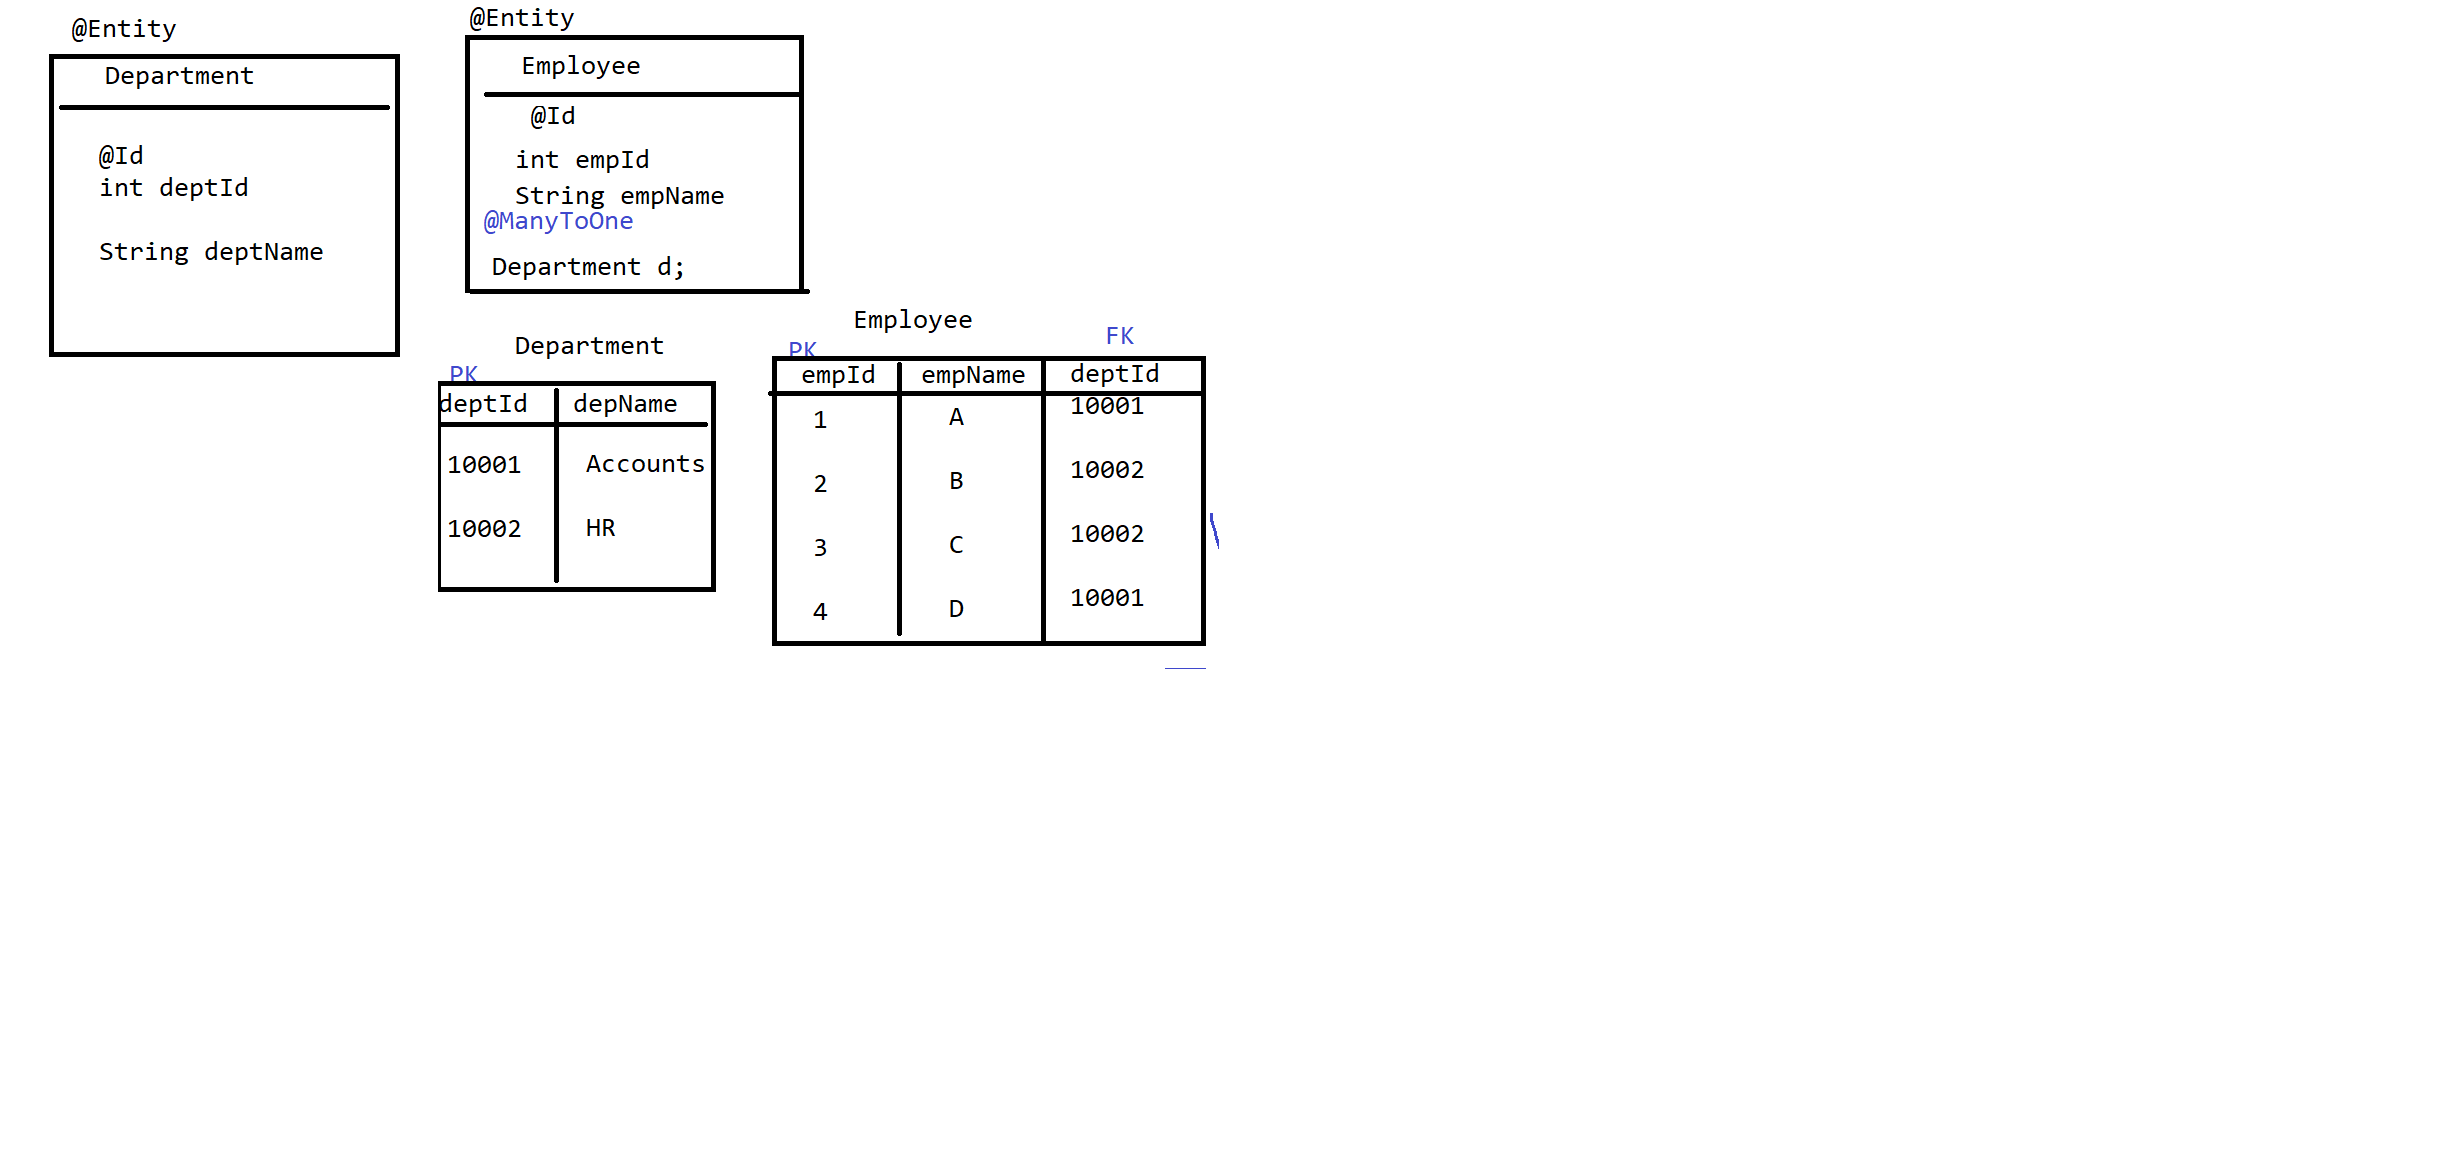 @Entity
Department
@Id
int deptId
String deptName
@Entity
Employee
@Id
int empId
String empName
@ManyToOne
Department d;
Department
PK
deptId depName
10001 Accounts
10002 HR
Employee
PK FK
empId empName deptId
1 A 10001
2 B 10002
3 C 10002
4 D 10001